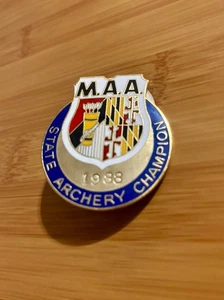 M.A.A.
1988
STATE ARCHERY CHAMPION